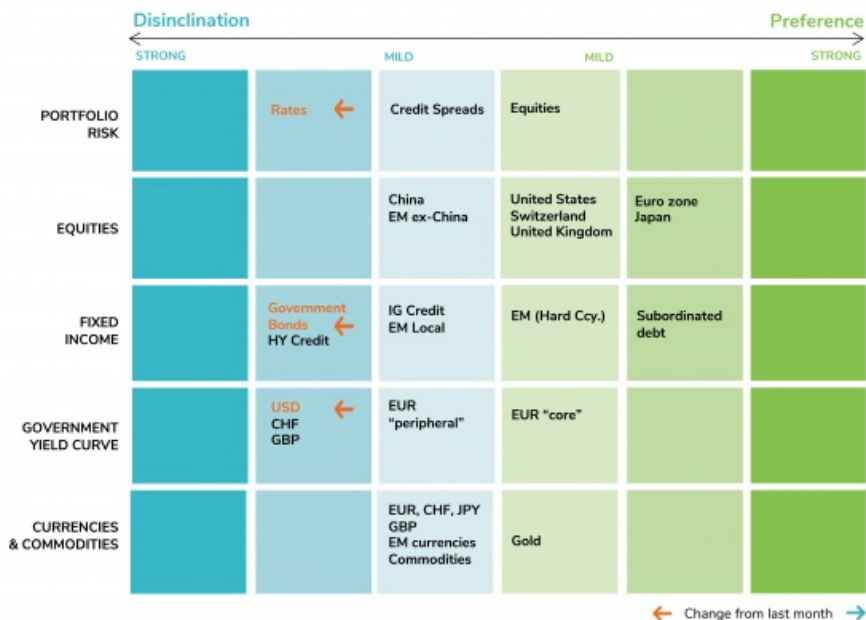 Disinclination
Preference
STRONG
MILD
MILD
STRONG
PORTFOLIO
RISK
Rates
Credit Spreads
Equities
EQUITIES
China
EM ex-China
United States
Switzerland
United Kingdom
Euro zone
Japan
FIXED
INCOME
Government
Bonds
HY Credit
IG Credit
EM Local
EM (Hard Ccy.)
Subordinated
debt
GOVERNMENT
YIELD CURVE
USD
CHF
GBP
EUR
“peripheral”
EUR “core”
CURRENCIES
& COMMODITIES
EUR, CHF, JPY
GBP
EM currencies
Commodities
Gold
Change from last month